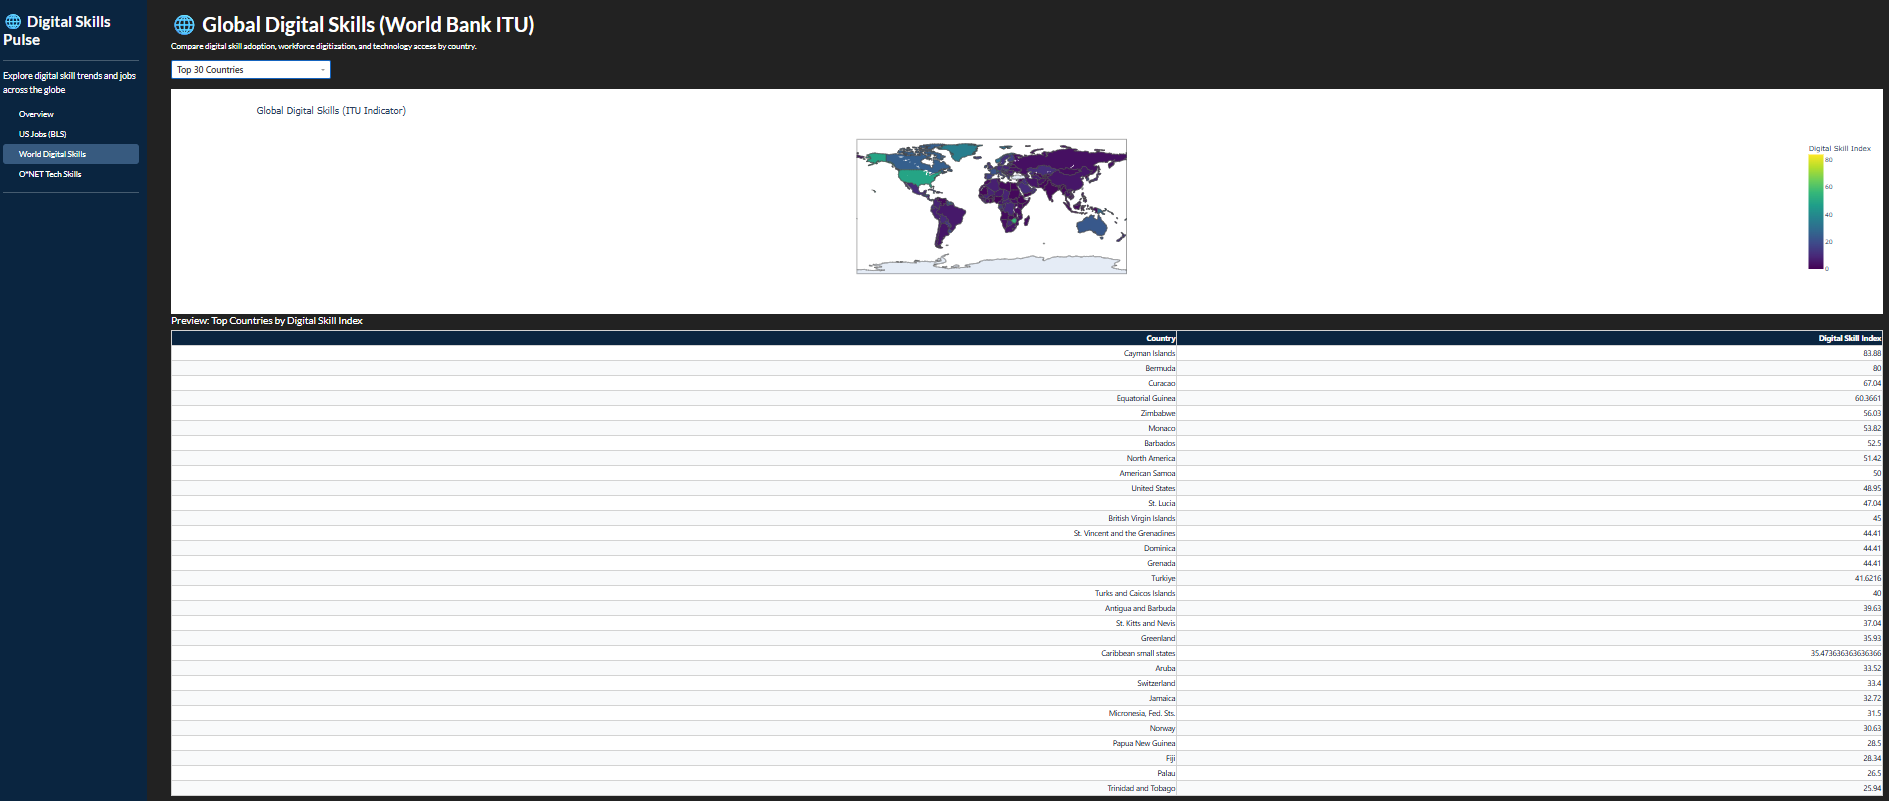 Digital Skills
Pulse
Explore digital skill trends and jobs
across the globe
Overview
US Jobs (BLS)
World Digital Skills
O*NET Tech Skills
Global Digital Skills (World Bank ITU)
Compare digital skill adoption, workforce digitization, and technology access by country.
Top 30 Countries
Global Digital Skills (ITU Indicator)
Digital Skill Index
80
60
40
20
0
Preview: Top Countries by Digital Skill Index
Country Digital Skill Index
Cayman Islands 83.88
Bermuda 80
Curacao 67.04
Equatorial Guinea 60.3661
Zimbabwe 56.03
Monaco 53.82
Barbados 52.5
North America 51.42
American Samoa 50
United States 48.95
St. Lucia 47.04
British Virgin Islands 45
St. Vincent and the Grenadines 44.41
Dominica 44.41
Grenada 44.41
Turkiye 41.6216
Turks and Caicos Islands 40
Antigua and Barbuda 39.63
St. Kitts and Nevis 37.04
Greenland 35.93
Caribbean small states 35.473636363636366
Aruba 33.52
Switzerland 33.4
Jamaica 32.72
Micronesia, Fed. Sts. 31.5
Norway 30.63
Papua New Guinea 28.5
Fiji 28.34
Palau 26.5
Trinidad and Tobago 25.94